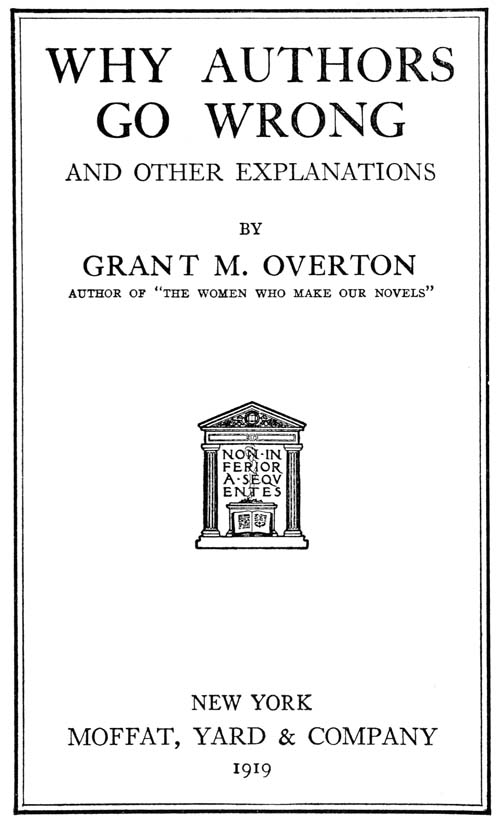 WHY AUTHORS
GO WRONG
AND OTHER EXPLANATIONS
BY
GRANT M. OVERTON
AUTHOR OF “THE WOMEN WHO MAKE OUR NOVELS”
NON·IN
FERIOR
A·SEQV
ENTES
NEW YORK
MOFFAT, YARD & COMPANY
1919